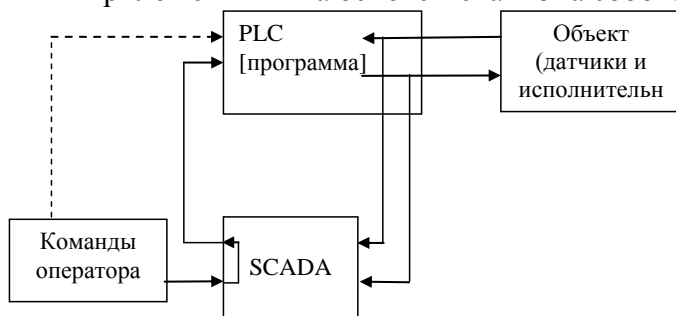 PLC
[программа]
Объект
(датчики и
исполнительн
Команды
оператора
SCADA